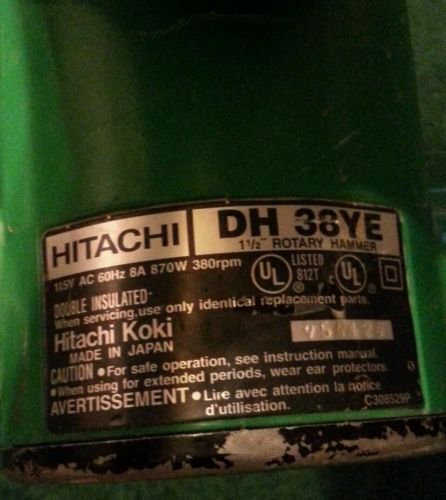 HITACHI
DH 38YE
1½" ROTARY HAMMER
115V AC 60Hz 8A 870W 380rpm
UL
LISTED
812T
®
c UL
®
DOUBLE INSULATED-
When servicing, use only identical replacement parts.
Hitachi Koki
MADE IN JAPAN
CAUTION ●For safe operation, see instruction manual.
●When using for extended periods, wear ear protectors.
AVERTISSEMENT ●Lire avec attention la notice
d'utilisation.
C308529P